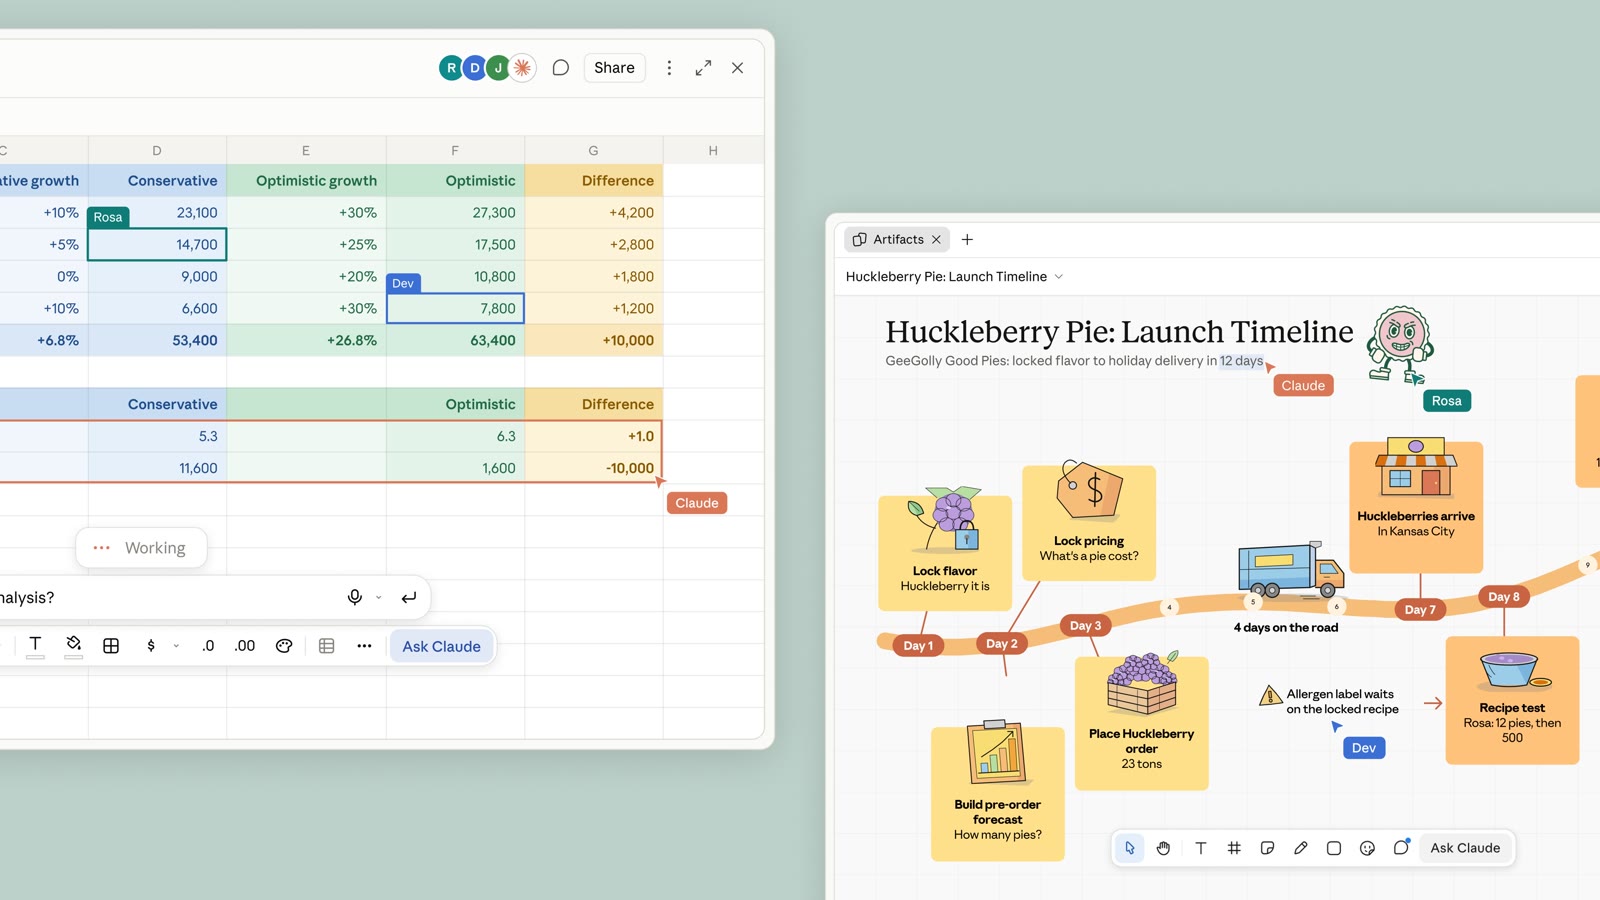 R D J
Share
C D E F G H
ative growth Conservative Optimistic growth Optimistic Difference
+10% 23,100 +30% 27,300 +4,200
Rosa
+5% 14,700 +25% 17,500 +2,800
0% 9,000 +20% 10,800 +1,800
Dev
+10% 6,600 +30% 7,800 +1,200
+6.8% 53,400 +26.8% 63,400 +10,000
Conservative Optimistic Difference
5.3 6.3 +1.0
11,600 1,600 -10,000
Claude
Working
nalysis?
T $ .0 .00 Ask Claude
Artifacts
Huckleberry Pie: Launch Timeline
Huckleberry Pie: Launch Timeline
GeeGolly Good Pies: locked flavor to holiday delivery in 12 days
Claude
Rosa
Lock flavor
Huckleberry it is
$
Lock pricing
What's a pie cost?
Huckleberries arrive
In Kansas City
Day 1
Day 2
Day 3
4
5
6
Day 7
Day 8
9
4 days on the road
Build pre-order
forecast
How many pies?
Place Huckleberry
order
23 tons
Allergen label waits
on the locked recipe
Dev
Recipe test
Rosa: 12 pies, then
500
T Ask Claude